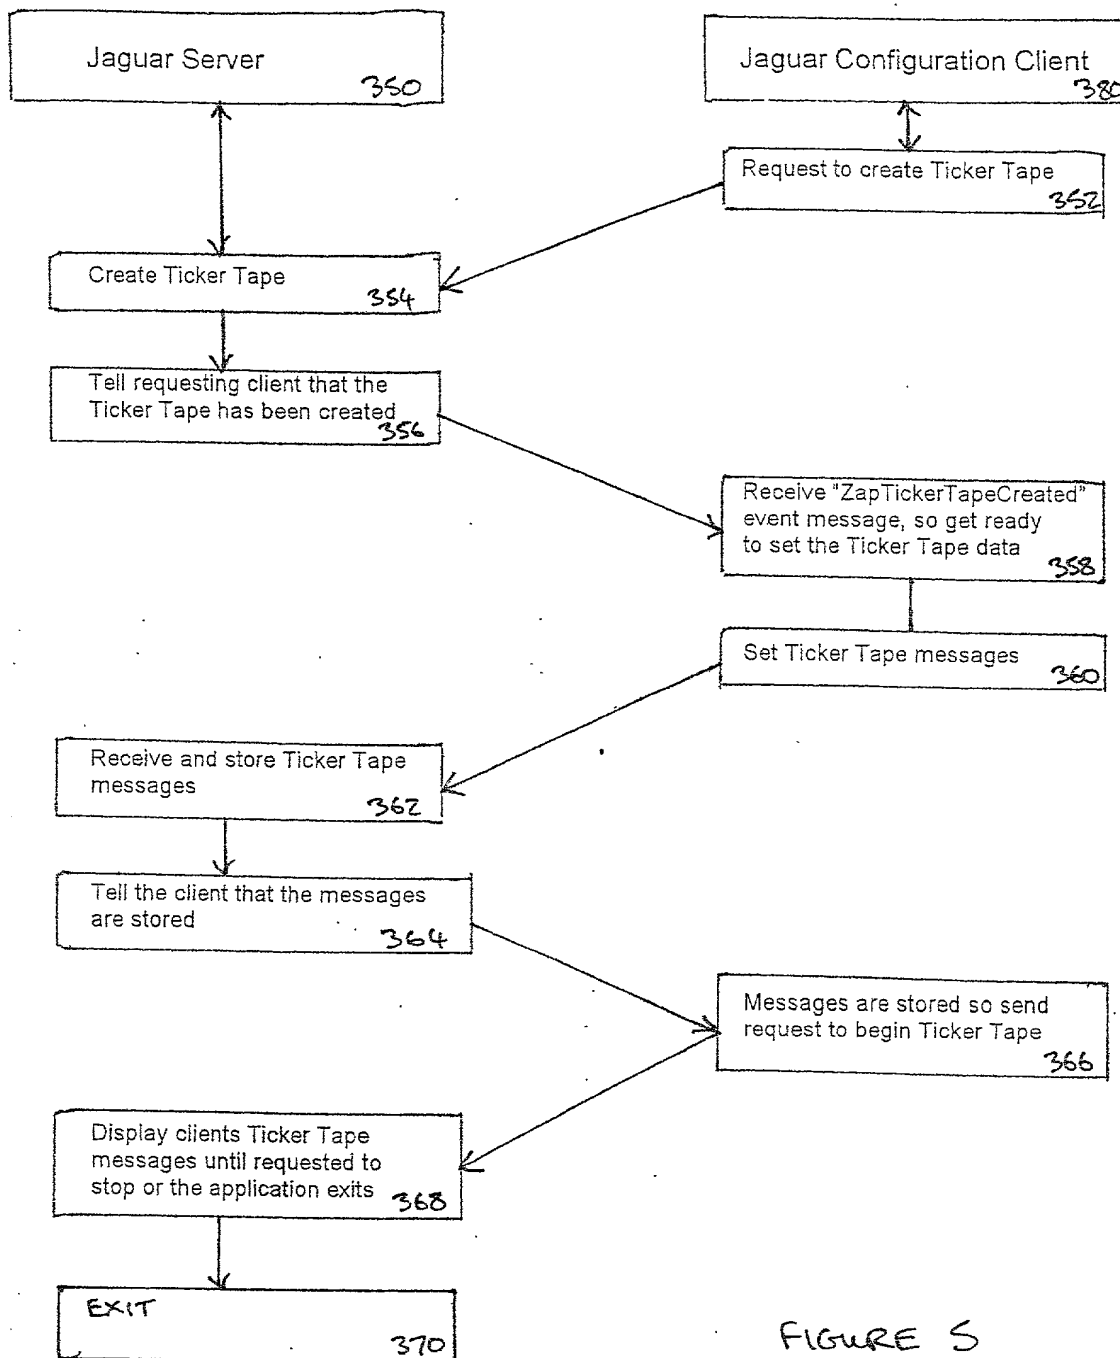 Jaguar Server
350
Jaguar Configuration Client
380
Request to create Ticker Tape
352
Create Ticker Tape
354
Tell requesting client that the
Ticker Tape has been created
356
Receive "ZapTickerTapeCreated"
event message, so get ready
to set the Ticker Tape data
358
Set Ticker Tape messages
360
Receive and store Ticker Tape
messages
362
Tell the client that the messages
are stored
364
Messages are stored so send
request to begin Ticker Tape
366
Display clients Ticker Tape
messages until requested to
stop or the application exits
368
EXIT
370
FIGURE 5